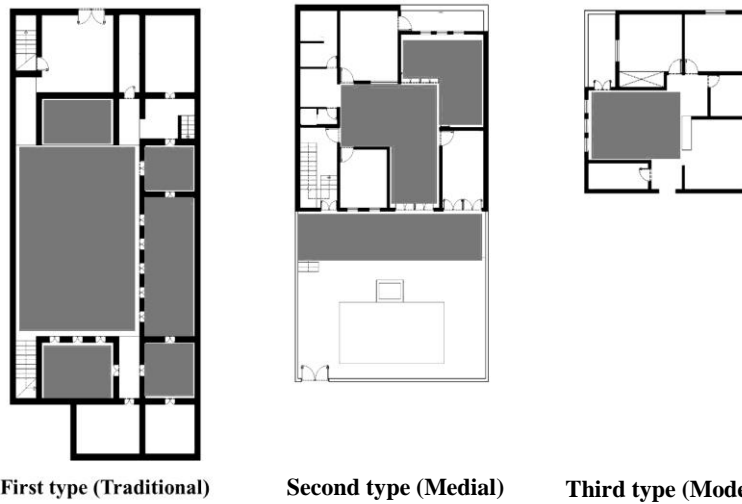 First type (Traditional)
Second type (Medial)
Third type (Mode